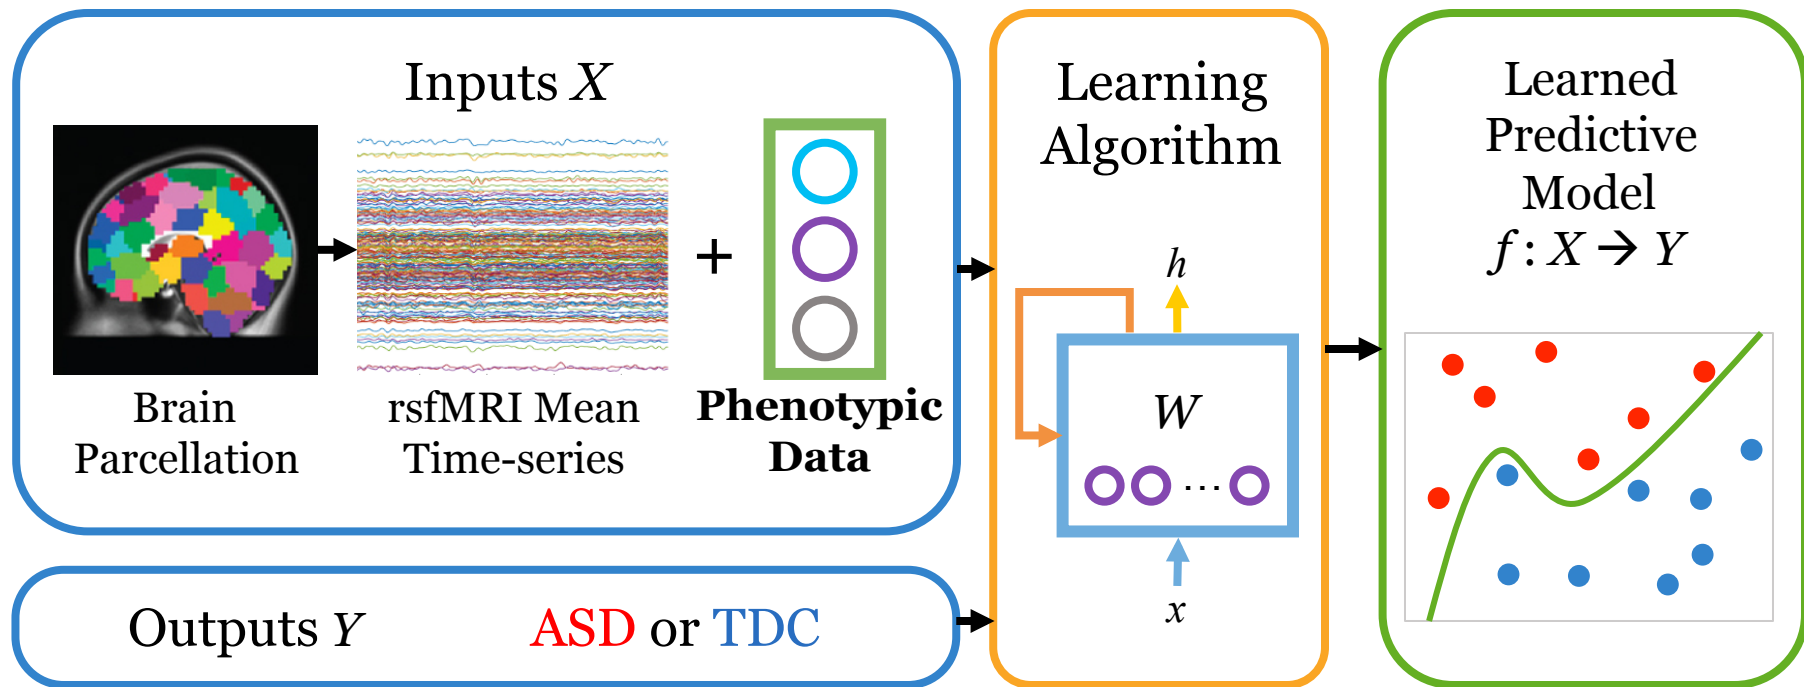 Inputs X
Brain
Parcellation
rsfMRI Mean
Time-series
+
Phenotypic
Data
Outputs Y
ASD or TDC
Learning
Algorithm
h
W
...
x
Learned
Predictive
Model
f : X → Y